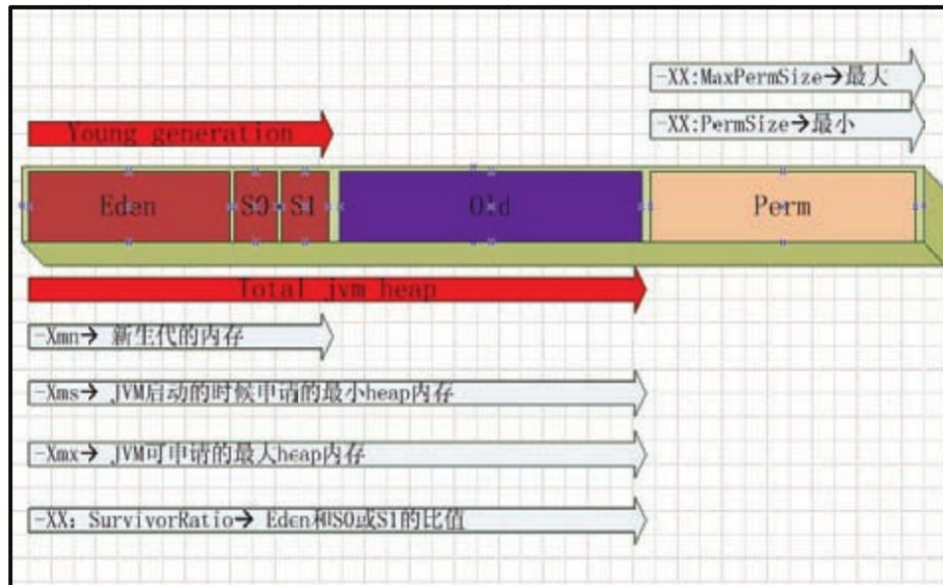 -XX:MaxPermSize→最大
-XX:PermSize→最小
Young generation
Eden
S0
S1
Old
Perm
Total jvm heap
-Xmn→ 新生代的内存
-Xms→ JVM启动的时候申请的最小heap内存
-Xmx→ JVM可申请的最大heap内存
-XX: SurvivorRatio→ Eden和S0或S1的比值